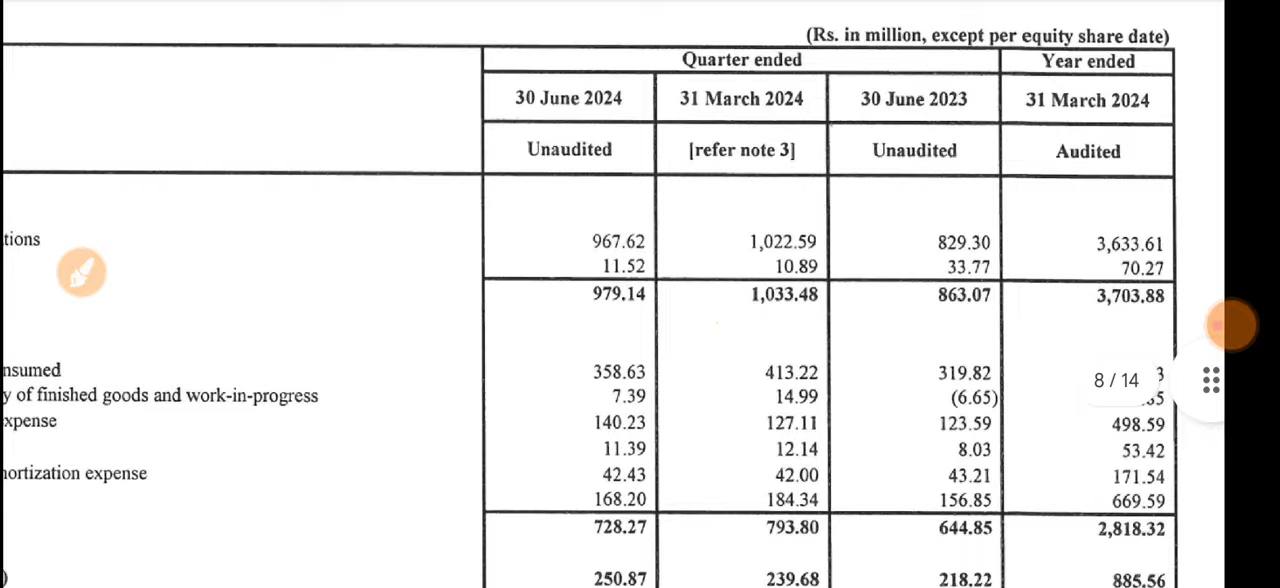 (Rs. in million, except per equity share date)
Quarter ended Year ended
30 June 2024 31 March 2024 30 June 2023 31 March 2024
Unaudited [refer note 3] Unaudited Audited
tions 967.62 1,022.59 829.30 3,633.61
11.52 10.89 33.77 70.27
979.14 1,033.48 863.07 3,703.88
nsumed 358.63 413.22 319.82 3
y of finished goods and work-in-progress 7.39 14.99 (6.65)
8 / 14
xpense 140.23 127.11 123.59 498.59
11.39 12.14 8.03 53.42
nortization expense 42.43 42.00 43.21 171.54
168.20 184.34 156.85 669.59
728.27 793.80 644.85 2,818.32
) 250.87 239.68 218.22 885.56